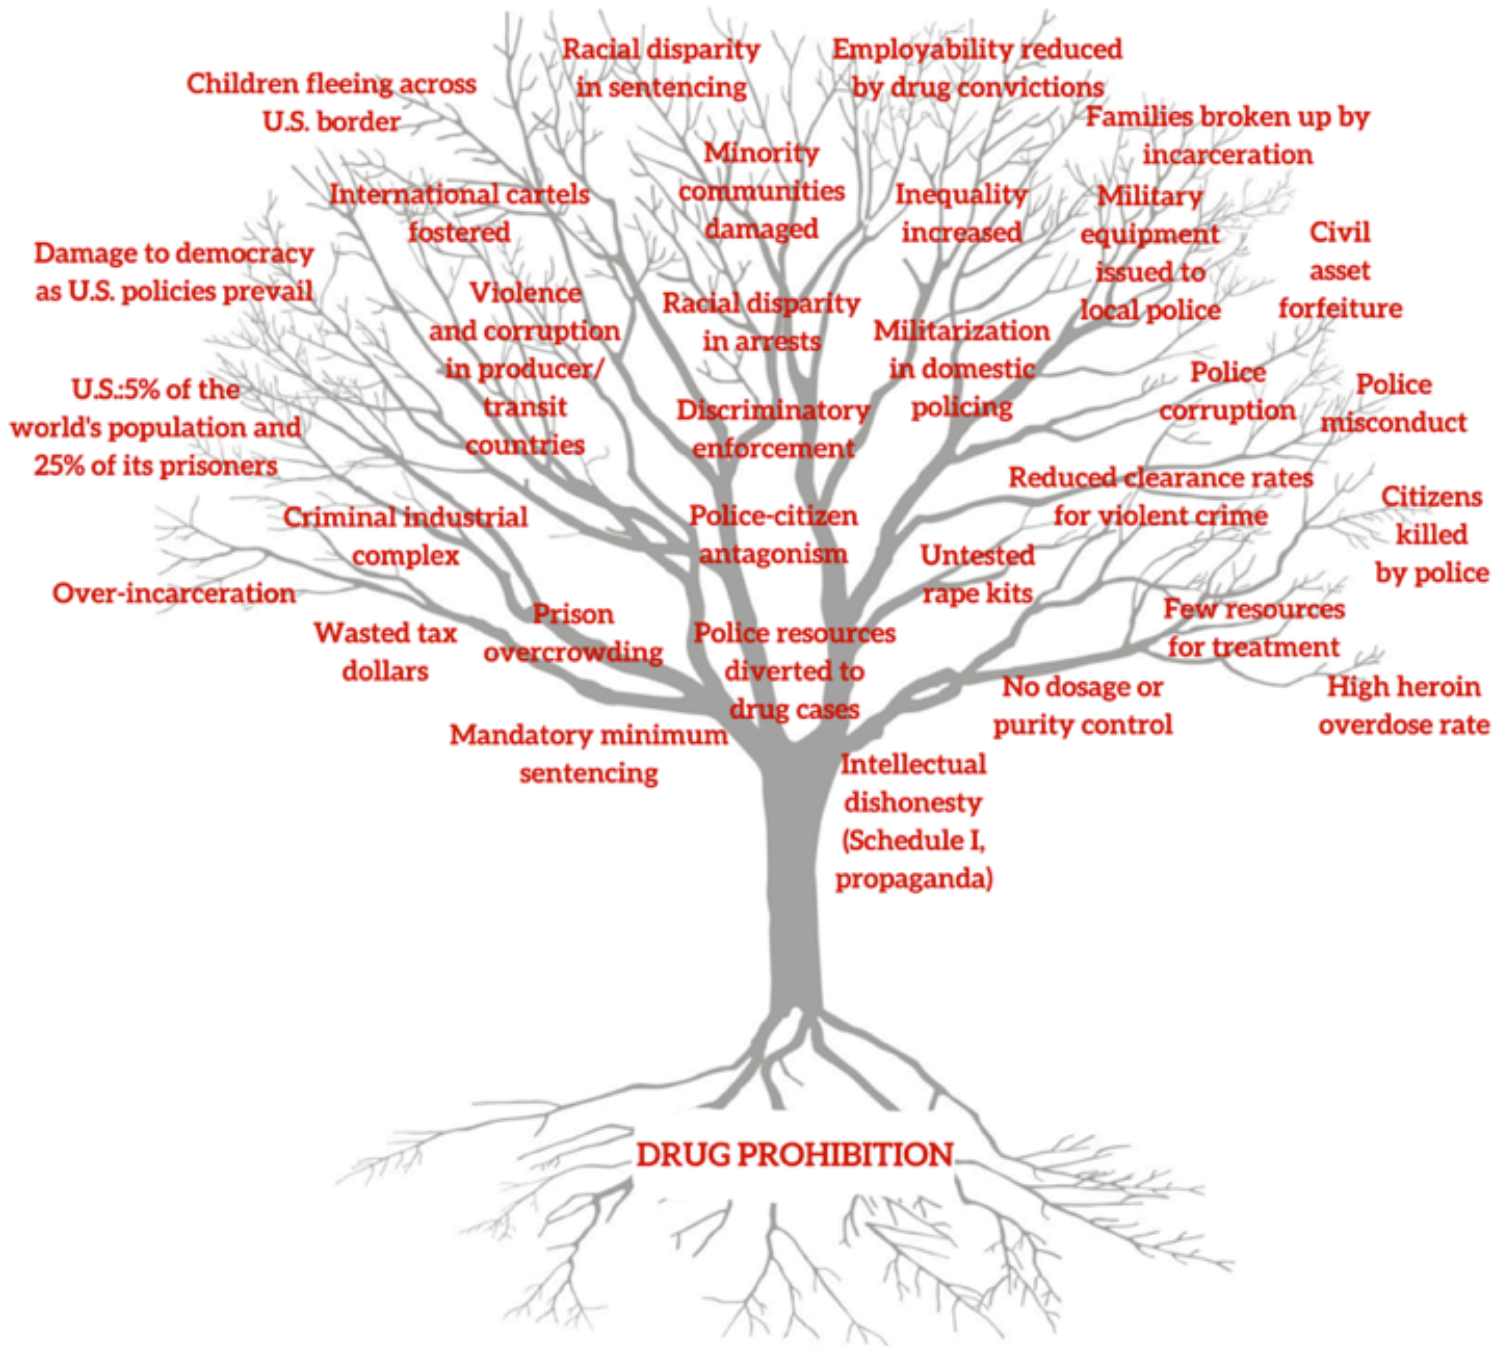 Racial disparity
in sentencing
Employability reduced
by drug convictions
Children fleeing across
U.S. border
Families broken up by
incarceration
Minority
communities
damaged
International cartels
fostered
Inequality
increased
Military
equipment
issued to
local police
Civil
asset
forfeiture
Damage to democracy
as U.S. policies prevail
Violence
and corruption
in producer/
transit
countries
Racial disparity
in arrests
Militarization
in domestic
policing
Police
corruption
Police
misconduct
U.S.:5% of the
world's population and
25% of its prisoners
Discriminatory
enforcement
Reduced clearance rates
for violent crime
Citizens
killed
by police
Criminal industrial
complex
Police-citizen
antagonism
Untested
rape kits
Over-incarceration
Prison
overcrowding
Few resources
for treatment
Wasted tax
dollars
Police resources
diverted to
drug cases
No dosage or
purity control
High heroin
overdose rate
Mandatory minimum
sentencing
Intellectual
dishonesty
(Schedule I,
propaganda)
DRUG PROHIBITION